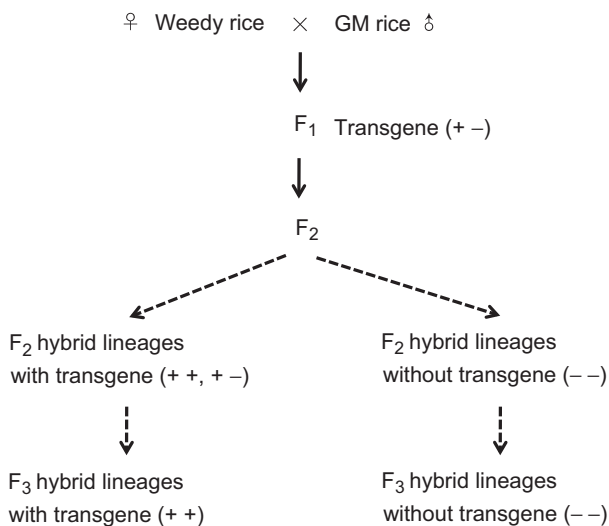 ♀ Weedy rice × GM rice ♂
F₁ Transgene (+ −)
F₂
F₂ hybrid lineages
with transgene (+ +, + −)
F₂ hybrid lineages
without transgene (− −)
F₃ hybrid lineages
with transgene (+ +)
F₃ hybrid lineages
without transgene (− −)